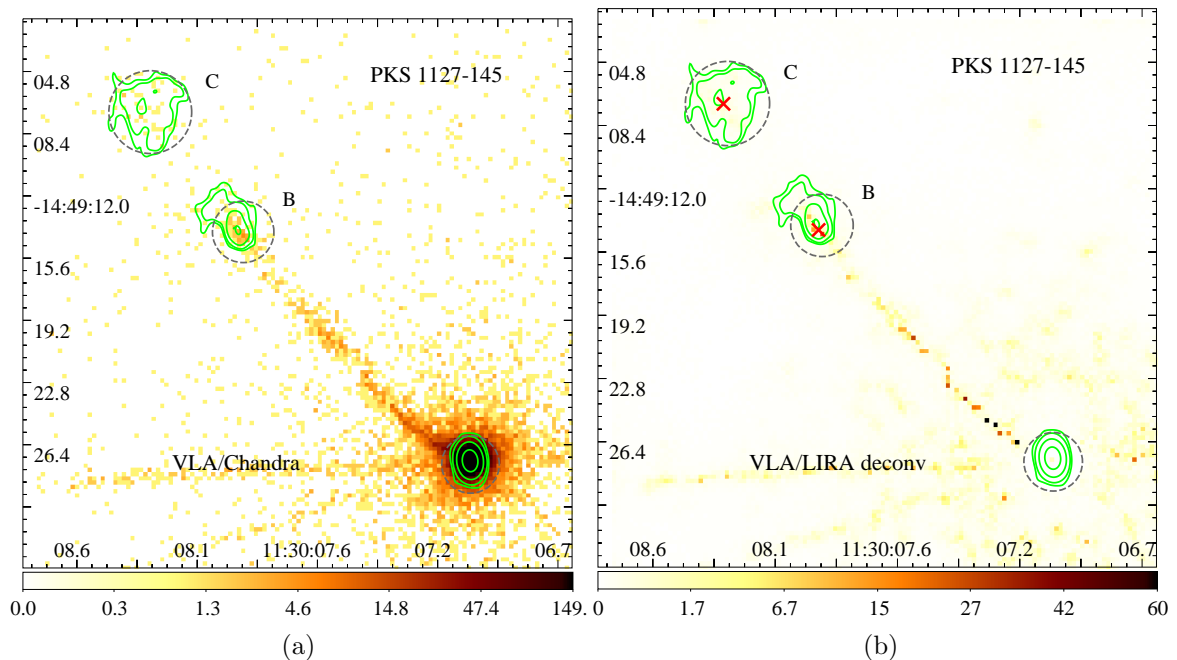 PKS 1127-145
C
04.8
08.4
-14:49:12.0
B
15.6
19.2
22.8
26.4
VLA/Chandra
08.6 08.1 11:30:07.6 07.2 06.7
0.0 0.3 1.3 4.6 14.8 47.4 149.
(a)
PKS 1127-145
C
04.8
08.4
-14:49:12.0
B
15.6
19.2
22.8
26.4
VLA/LIRA deconv
08.6 08.1 11:30:07.6 07.2 06.7
0 1.7 6.7 15 27 42 60
(b)